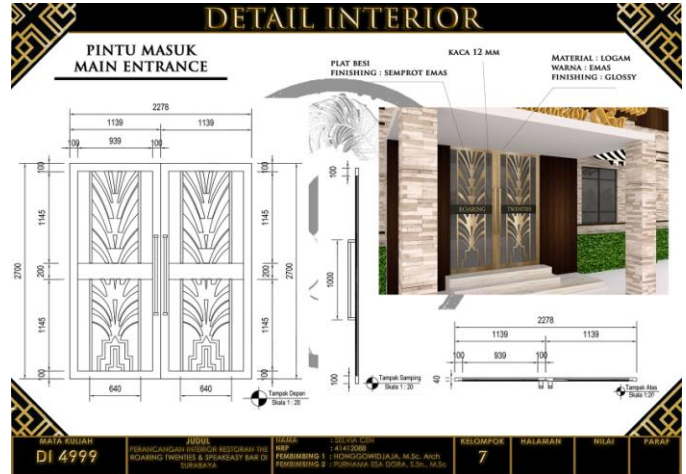 DETAIL INTERIOR
PINTU MASUK
MAIN ENTRANCE
PLAT BESI
FINISHING : SEMPROT EMAS
KACA 12 MM
MATERIAL : LOGAM
WARNA : EMAS
FINISHING : GLOSSY
2278
1139 1139
100 939 100
100
1145
200
1145
100
2700
100
1145
200
1145
100
2700
640 640
Tampak Depan
Skala 1 : 20
100
1000
100
Tampak Samping
Skala 1 : 20
ROARING TWENTIES
2278
1139 1139
100 939 100
40
Tampak Atas
Skala 1:20
MATA KULIAH
DI 4999
JUDUL
PERANCANGAN INTERIOR RESTORAN THE
ROARING TWENTIES & SPEAKEASY BAR DI
SURABAYA
NAMA : SELVIA CEN
NRP : 41412088
PEMBIMBING 1 : HONGGOWIDJAJA, M.Sc. Arch
PEMBIMBING 2 : PURNAMA ESA DORA, S.Sn., M.Sc
KELOMPOK
7
HALAMAN
NILAI
PARAF